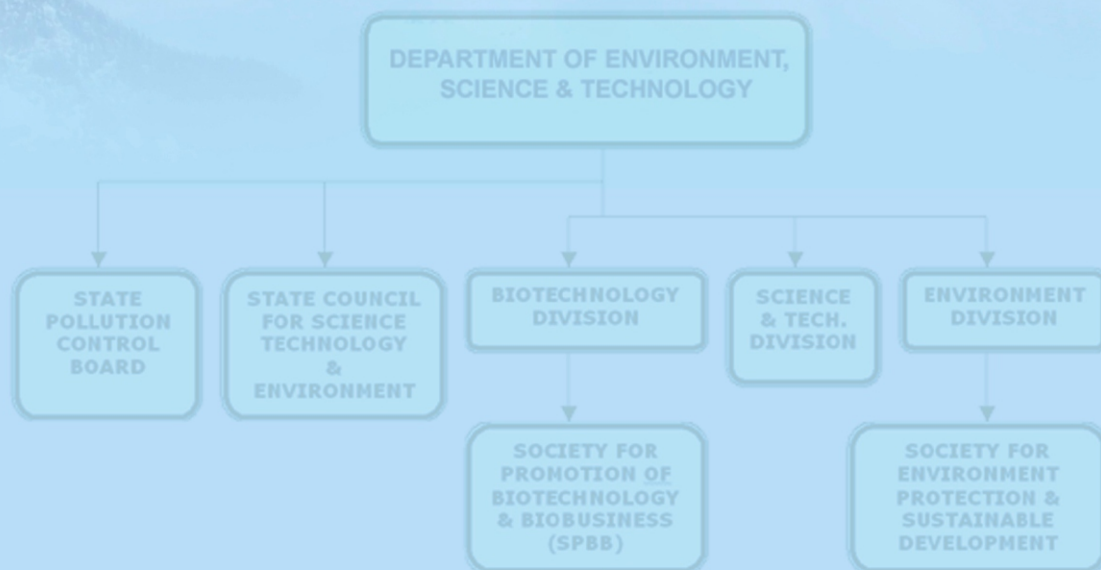 DEPARTMENT OF ENVIRONMENT,
SCIENCE & TECHNOLOGY
STATE
POLLUTION
CONTROL
BOARD
STATE COUNCIL
FOR SCIENCE
TECHNOLOGY
&
ENVIRONMENT
BIOTECHNOLOGY
DIVISION
SCIENCE
& TECH.
DIVISION
ENVIRONMENT
DIVISION
SOCIETY FOR
PROMOTION OF
BIOTECHNOLOGY
& BIOBUSINESS
(SPBB)
SOCIETY FOR
ENVIRONMENT
PROTECTION &
SUSTAINABLE
DEVELOPMENT